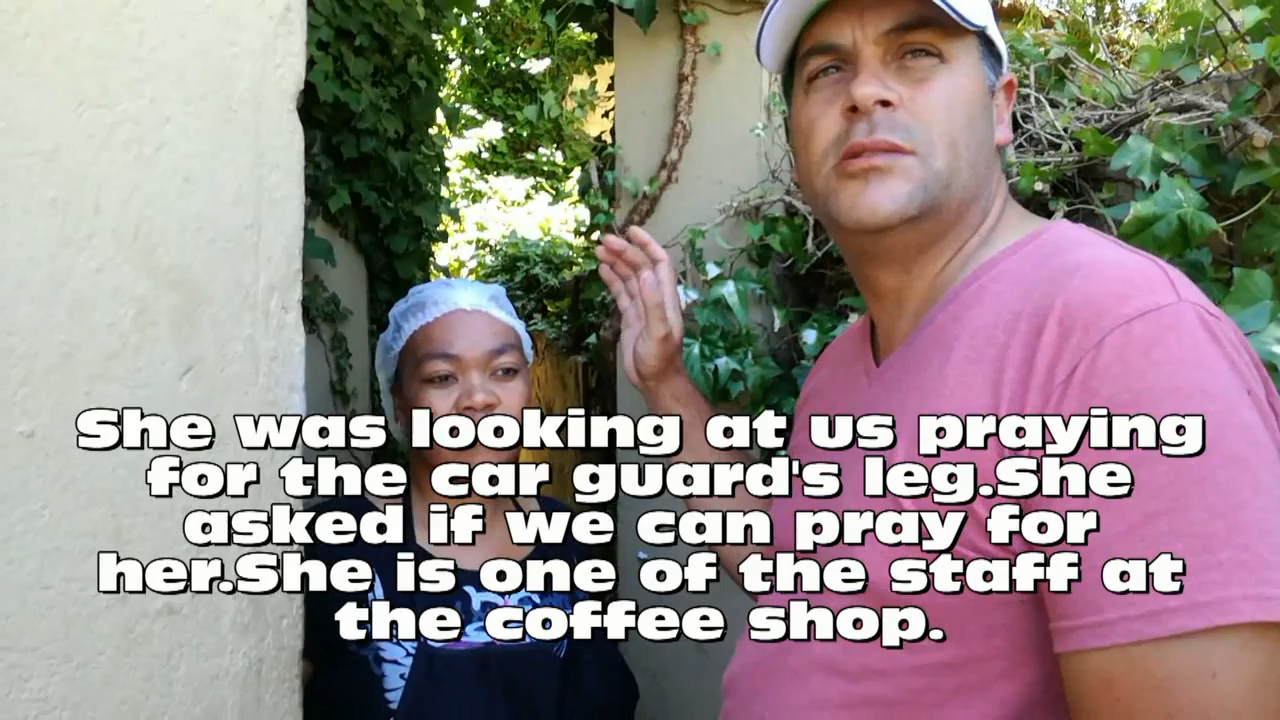 She was looking at us praying
for the car guard's leg.She
asked if we can pray for
her.She is one of the staff at
the coffee shop.